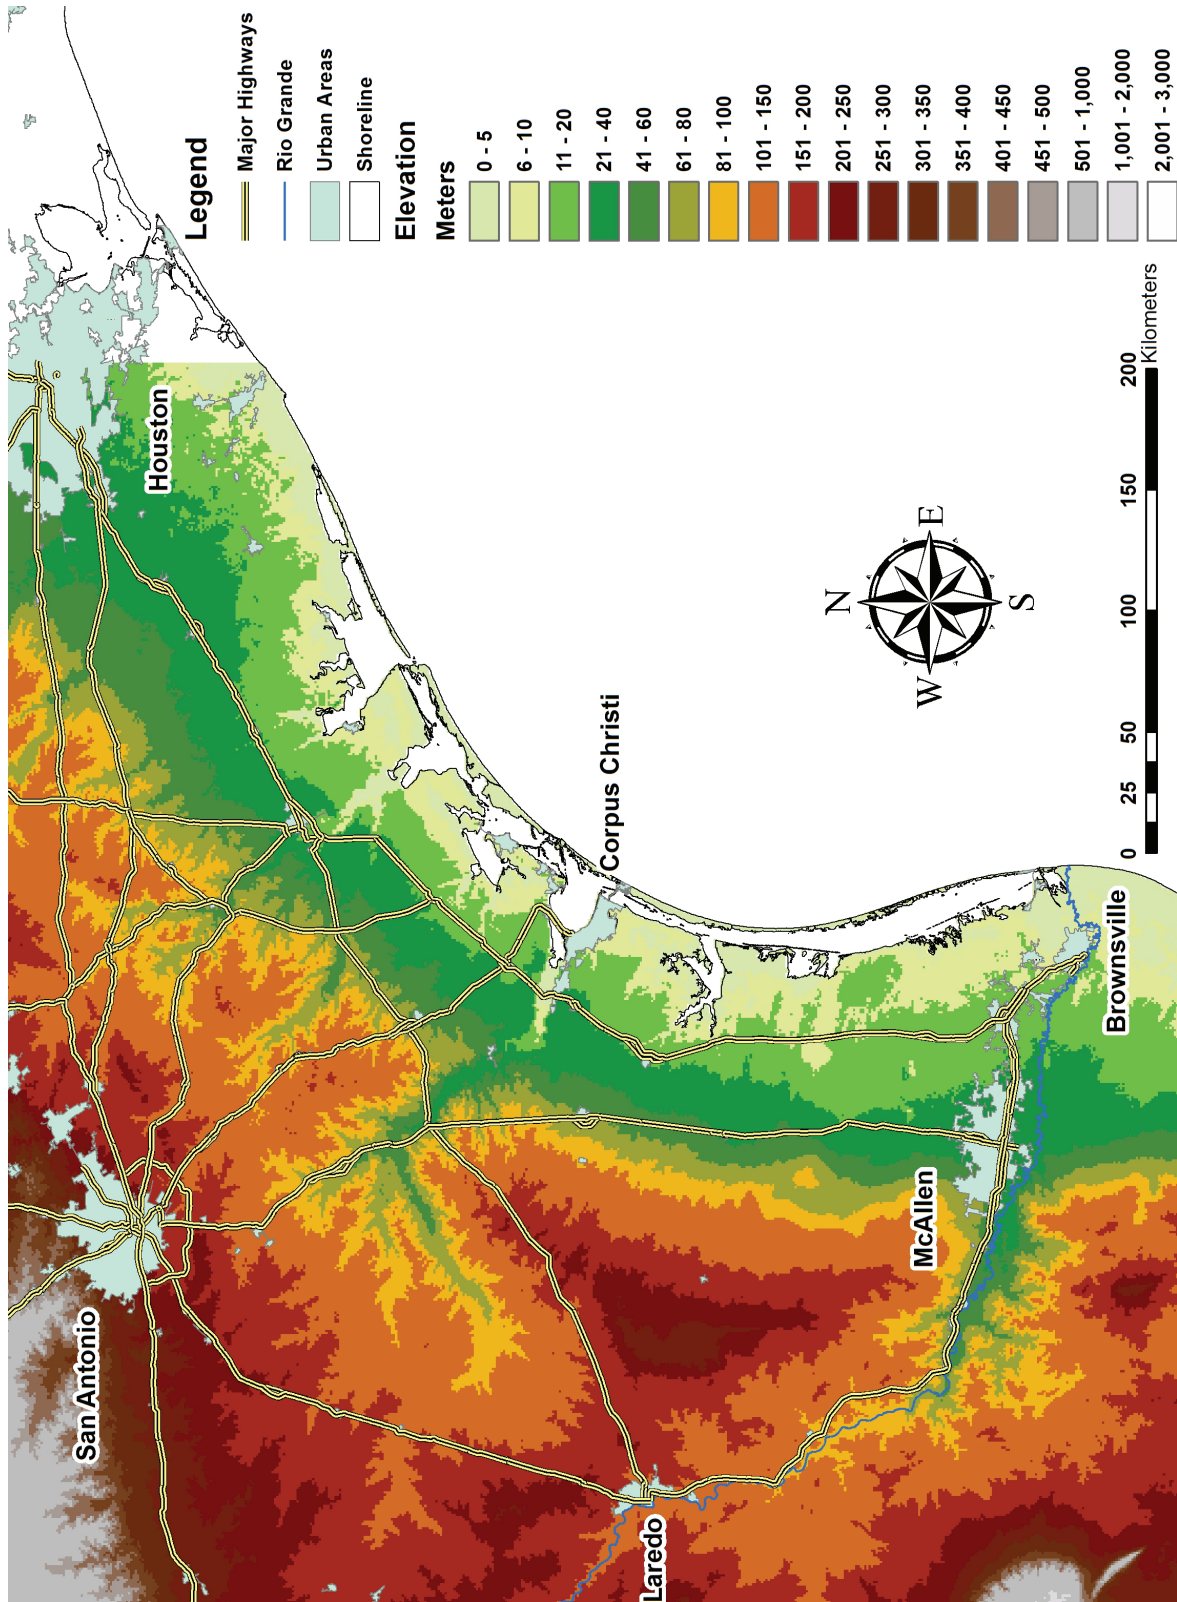 Legend
Major Highways
Rio Grande
Urban Areas
Shoreline
Elevation
Meters
0 - 5
6 - 10
11 - 20
21 - 40
41 - 60
61 - 80
81 - 100
101 - 150
151 - 200
201 - 250
251 - 300
301 - 350
351 - 400
401 - 450
451 - 500
501 - 1,000
1,001 - 2,000
2,001 - 3,000
San Antonio
Houston
Corpus Christi
Laredo
McAllen
Brownsville
N
W
E
S
0 25 50 100 150 200
Kilometers